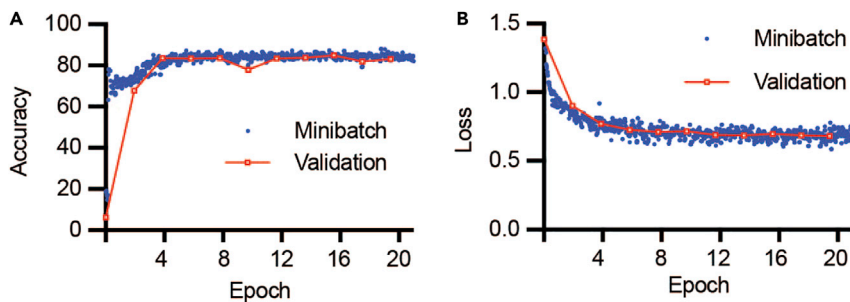 A
100
80
60
40
20
0
Accuracy
Minibatch
Validation
4 8 12 16 20
Epoch
B
1.5
1.0
0.5
0.0
Loss
Minibatch
Validation
4 8 12 16 20
Epoch